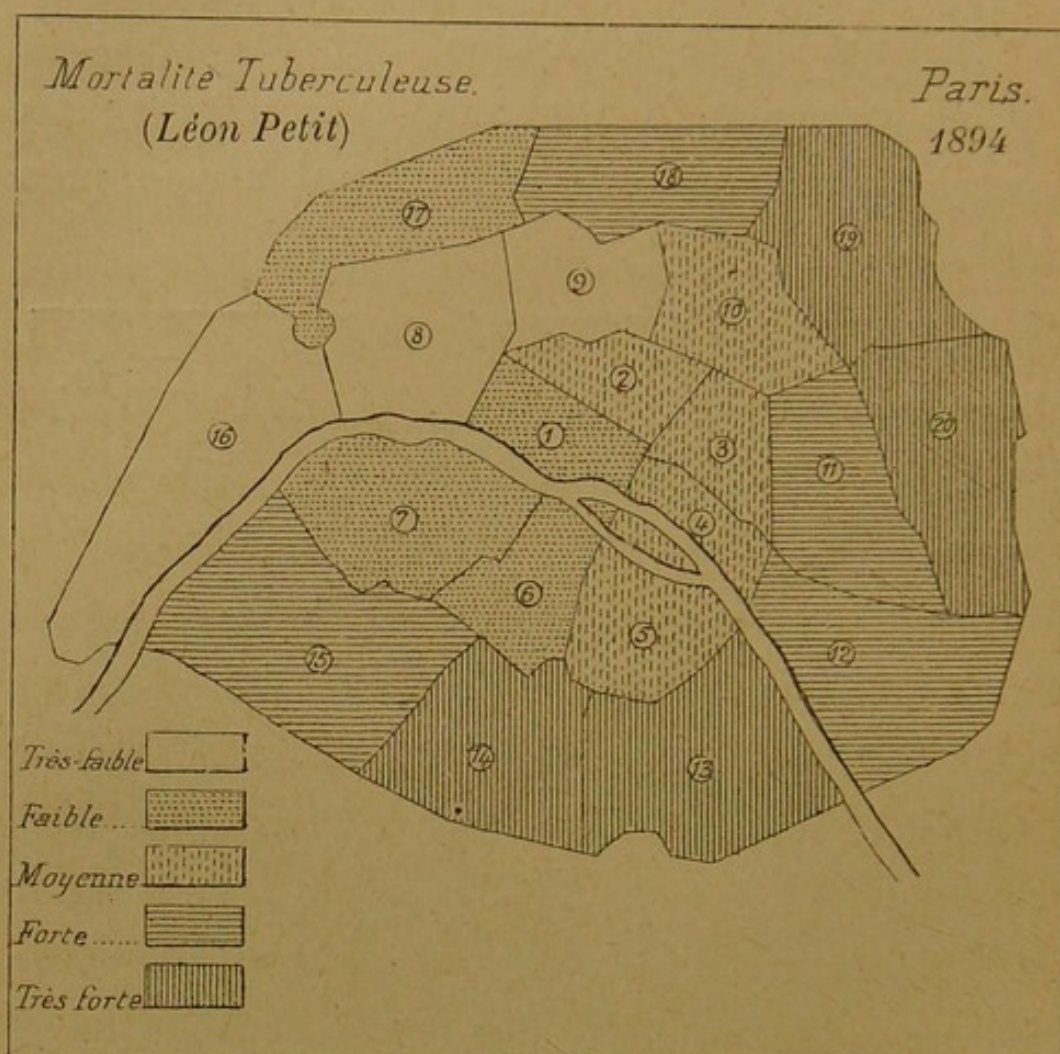 Mortalité Tuberculeuse.
(Léon Petit)
Paris.
1894
18
17
19
9
10
8
2
16
1
3
20
11
7
4
6
5
15
12
14
13
Très-faible
Faible....
Moyenne
Forte......
Très forte